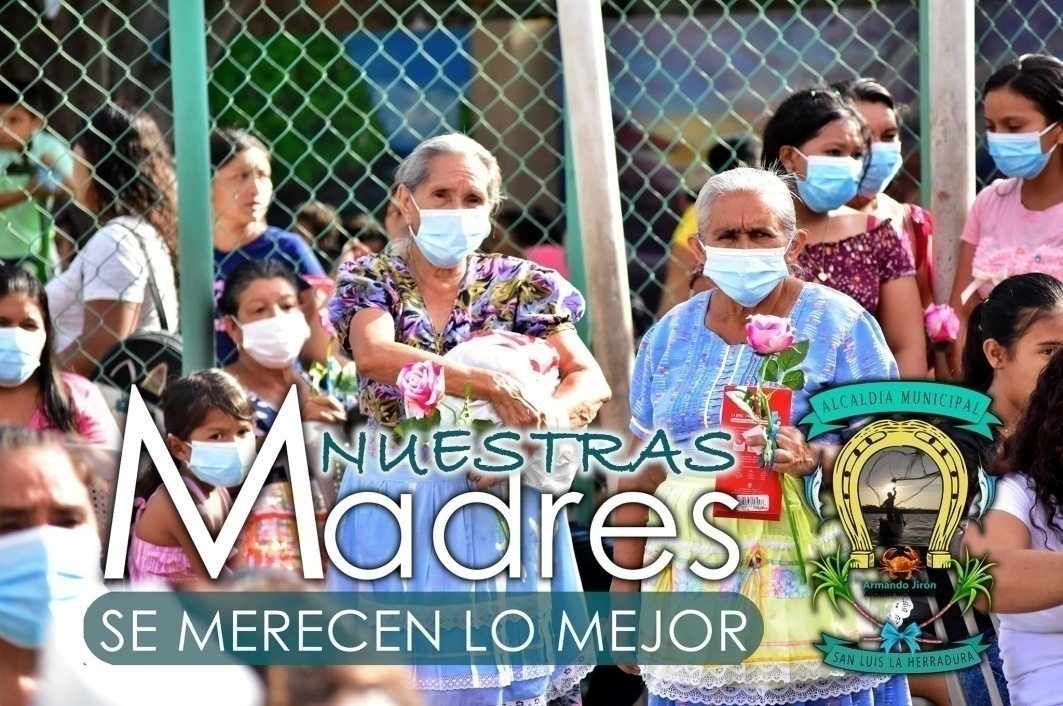 NUESTRAS
Madres
SE MERECEN LO MEJOR
ALCALDIA MUNICIPAL
Armando Jirón
SAN LUIS LA HERRADURA